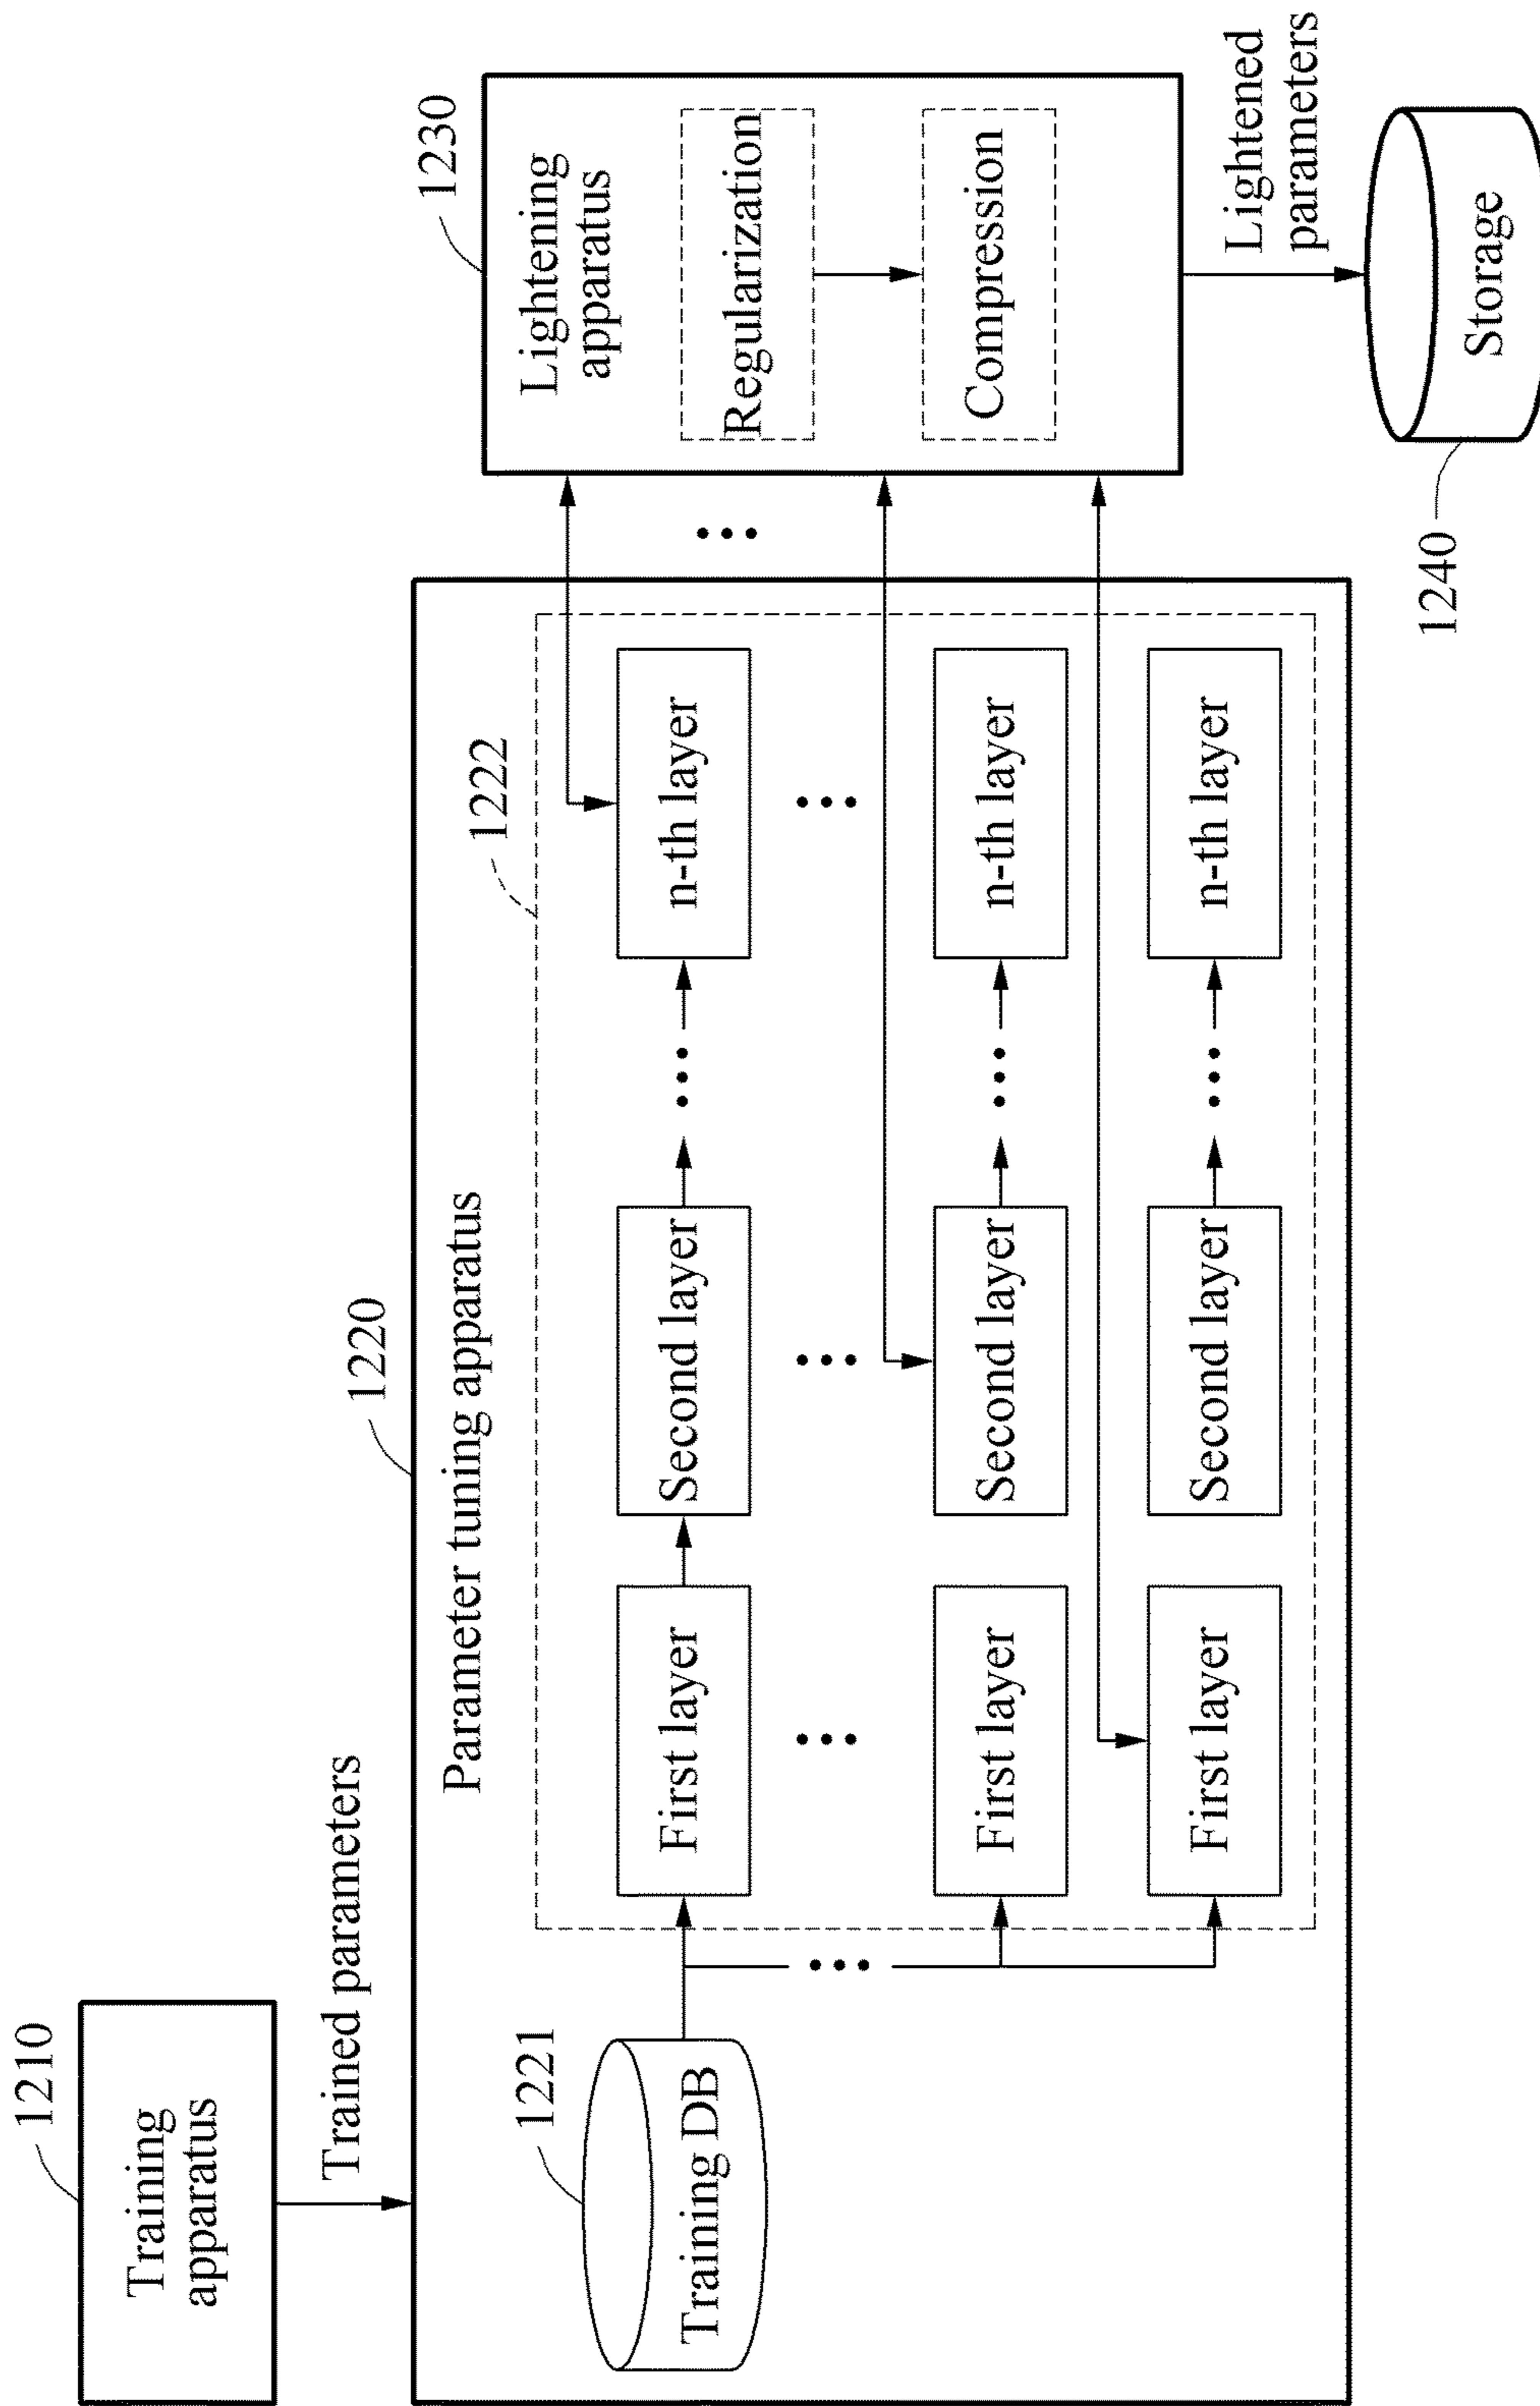 1210
Training
apparatus
Trained parameters
1220
Parameter tuning apparatus
1221
Training DB
1222
First layer
Second layer
n-th layer
First layer
Second layer
n-th layer
First layer
Second layer
n-th layer
1230
Lightening
apparatus
Regularization
Compression
Lightened
parameters
1240
Storage